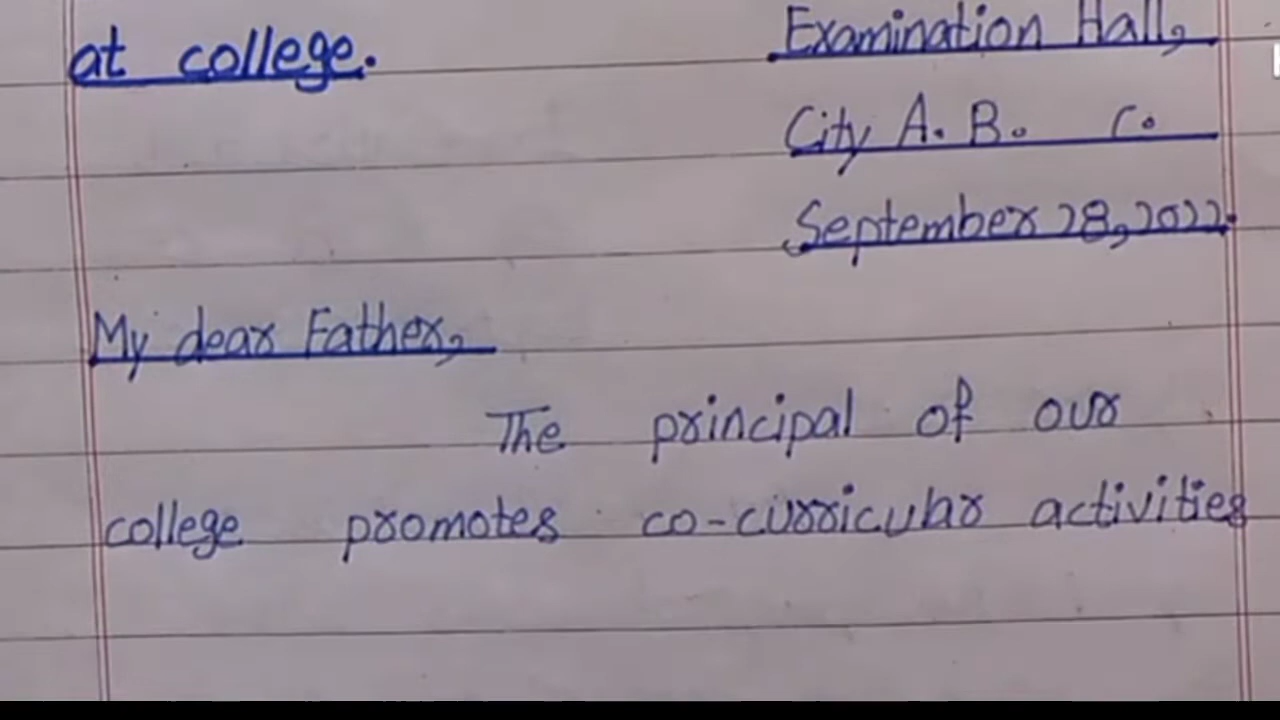 at college.
Examination Hall,
City A. B. C.
September 28, 2022.
My dear Father,
The principal of our
college promotes co-curricular activities